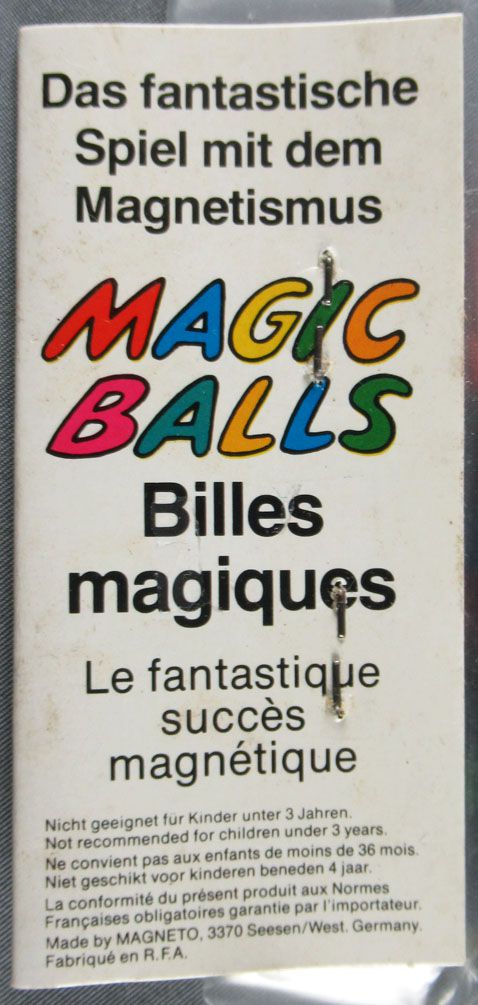 Das fantastische
Spiel mit dem
Magnetismus
MAGIC
BALLS
Billes
magiques
Le fantastique
succès
magnétique
Nicht geeignet für Kinder unter 3 Jahren.
Not recommended for children under 3 years.
Ne convient pas aux enfants de moins de 36 mois.
Niet geschikt voor kinderen beneden 4 jaar.
La conformité du présent produit aux Normes
Françaises obligatoires garantie par l'importateur.
Made by MAGNETO, 3370 Seesen/West. Germany.
Fabriqué en R.F.A.